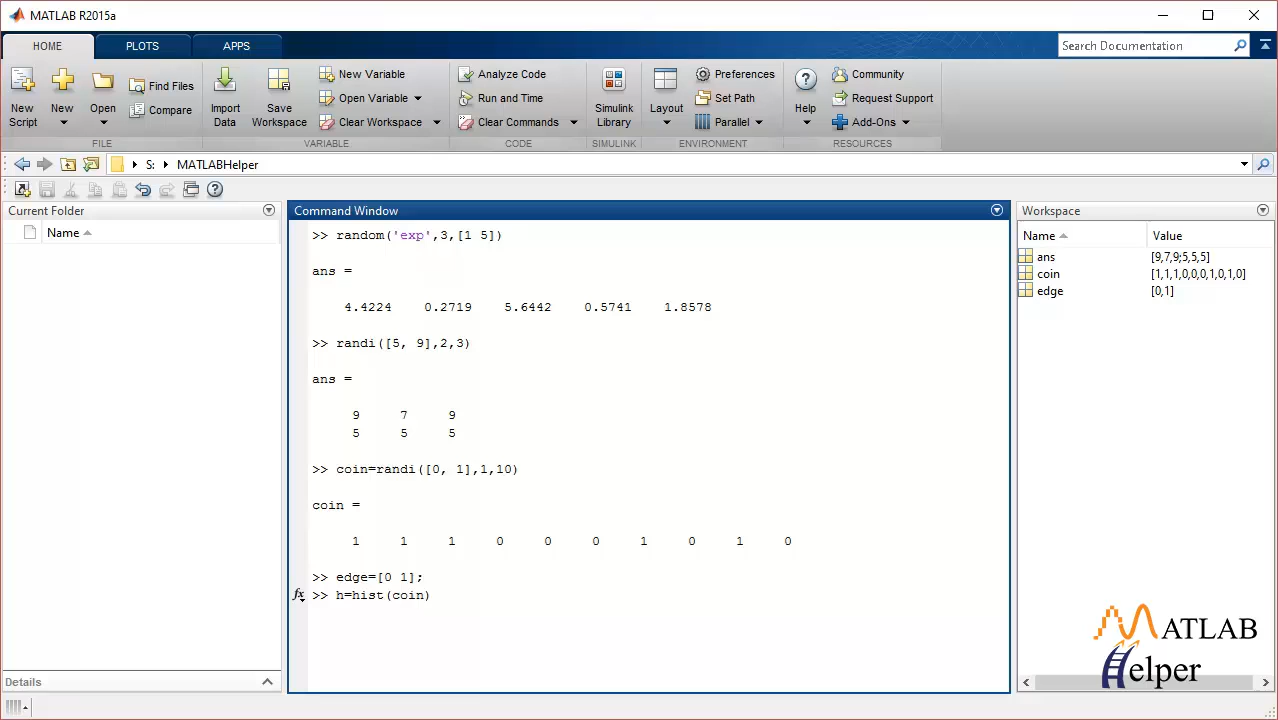 MATLAB R2015a
HOME PLOTS APPS Search Documentation
New Script
New
Open
Find Files
Compare
FILE
Import Data
Save Workspace
New Variable
Open Variable
Clear Workspace
VARIABLE
Analyze Code
Run and Time
Clear Commands
CODE
Simulink Library
SIMULINK
Layout
Preferences
Set Path
Parallel
ENVIRONMENT
Help
Community
Request Support
Add-Ons
RESOURCES
S: MATLABHelper
Current Folder
Name
Details
Command Window
>> random('exp',3,[1 5])
ans =
4.4224 0.2719 5.6442 0.5741 1.8578
>> randi([5, 9],2,3)
ans =
9 7 9
5 5 5
>> coin=randi([0, 1],1,10)
coin =
1 1 1 0 0 0 1 0 1 0
>> edge=[0 1];
fx >> h=hist(coin)
Workspace
Name Value
ans [9,7,9;5,5,5]
coin [1,1,1,0,0,0,1,0,1,0]
edge [0,1]
MATLAB
Helper